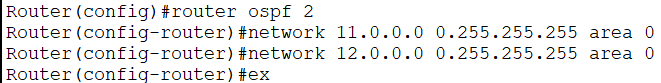 Router(config)#router ospf 2
Router(config-router)#network 11.0.0.0 0.255.255.255 area 0
Router(config-router)#network 12.0.0.0 0.255.255.255 area 0
Router(config-router)#ex